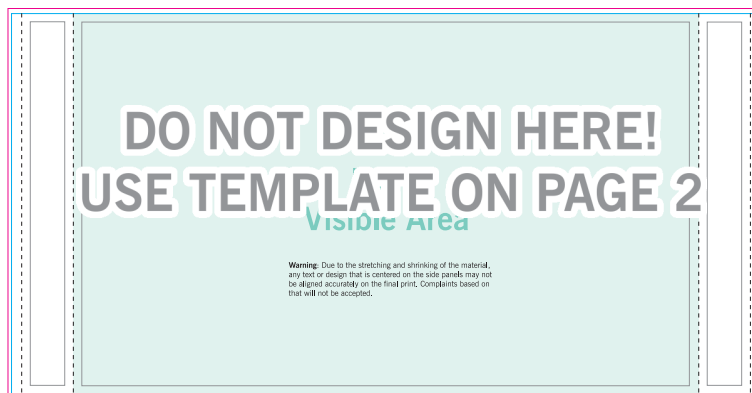 DO NOT DESIGN HERE!
USE TEMPLATE ON PAGE 2
Visible Area
Warning: Due to the stretching and shrinking of the material,
any text or design that is centered on the side panels may not
be aligned accurately on the final print. Complaints based on
that will not be accepted.